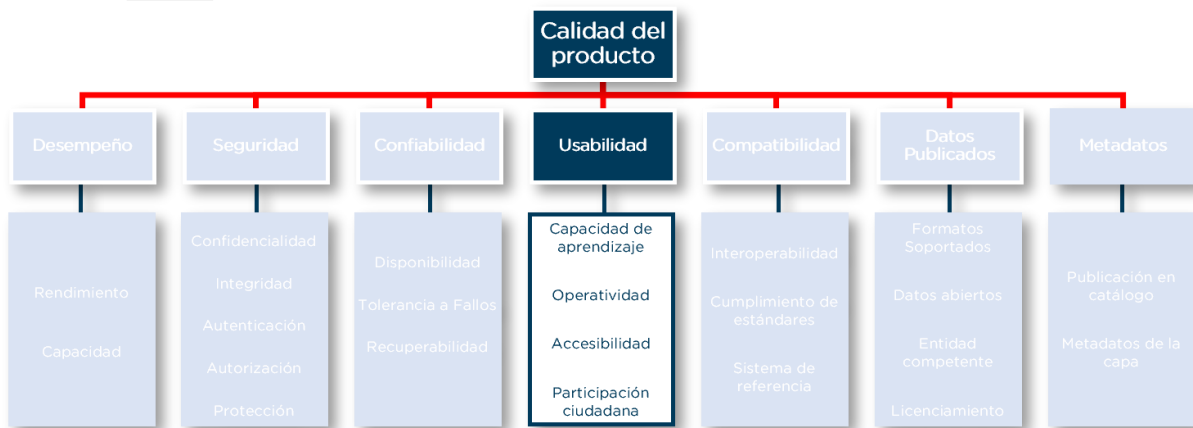 Calidad del
producto
Desempeño
Seguridad
Confiabilidad
Usabilidad
Compatibilidad
Datos
Publicados
Metadatos
Rendimiento
Capacidad
Confidencialidad
Integridad
Autenticación
Autorización
Protección
Disponibilidad
Tolerancia a Fallos
Recuperabilidad
Capacidad de
aprendizaje
Operatividad
Accesibilidad
Participación
ciudadana
Interoperabilidad
Cumplimiento de
estándares
Sistema de
referencia
Formatos
Soportados
Datos abiertos
Entidad
competente
Licenciamiento
Publicación en
catálogo
Metadatos de la
capa